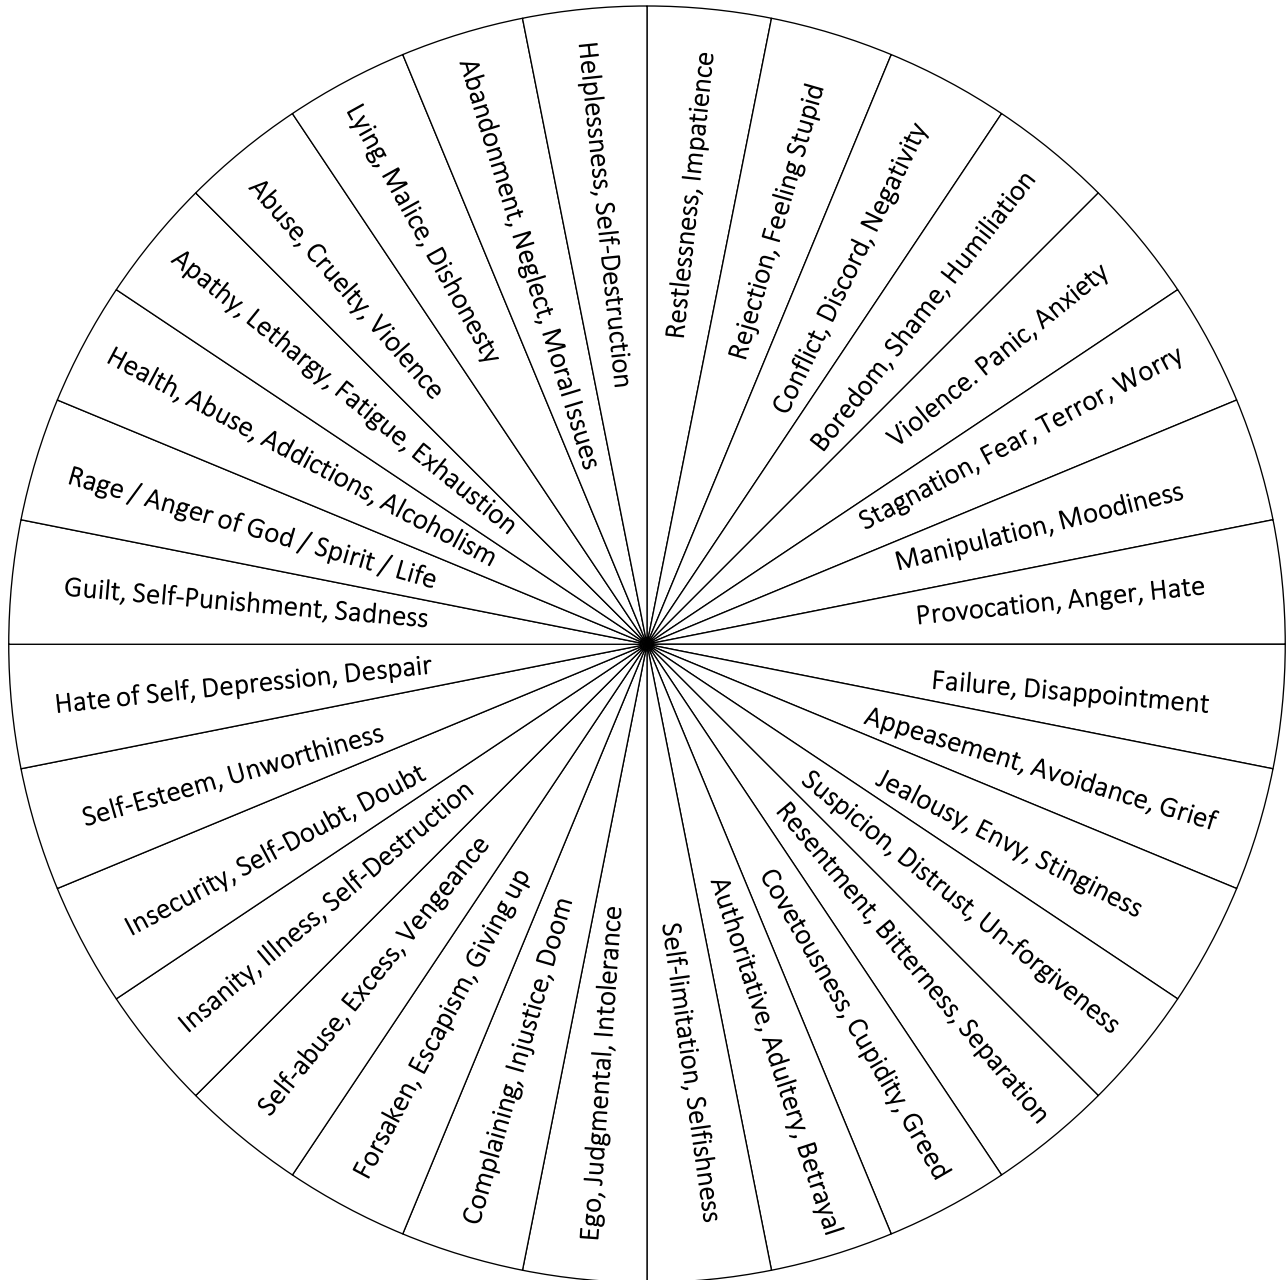 Restlessness, Impatience
Rejection, Feeling Stupid
Conflict, Discord, Negativity
Boredom, Shame, Humiliation
Violence. Panic, Anxiety
Stagnation, Fear, Terror, Worry
Manipulation, Moodiness
Provocation, Anger, Hate
Failure, Disappointment
Appeasement, Avoidance, Grief
Jealousy, Envy, Stinginess
Suspicion, Distrust, Un-forgiveness
Resentment, Bitterness, Separation
Covetousness, Cupidity, Greed
Authoritative, Adultery, Betrayal
Self-limitation, Selfishness
Ego, Judgmental, Intolerance
Complaining, Injustice, Doom
Forsaken, Escapism, Giving up
Self-abuse, Excess, Vengeance
Insanity, Illness, Self-Destruction
Insecurity, Self-Doubt, Doubt
Self-Esteem, Unworthiness
Hate of Self, Depression, Despair
Guilt, Self-Punishment, Sadness
Rage / Anger of God / Spirit / Life
Health, Abuse, Addictions, Alcoholism
Apathy, Lethargy, Fatigue, Exhaustion
Abuse, Cruelty, Violence
Lying, Malice, Dishonesty
Abandonment, Neglect, Moral Issues
Helplessness, Self-Destruction